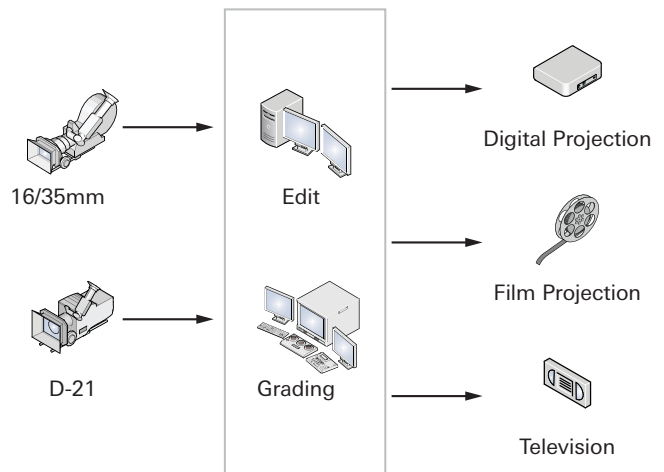 16/35mm
D-21
Edit
Grading
Digital Projection
Film Projection
Television